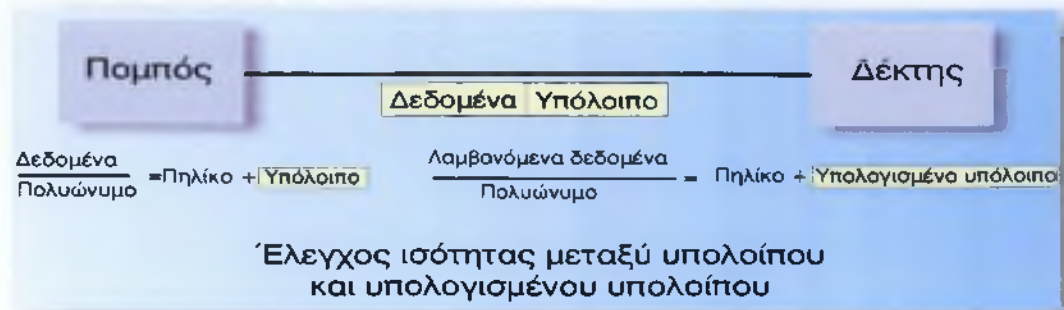 Πομπός
Δέκτης
Δεδομένα Υπόλοιπο
Δεδομένα
Πολυώνυμο
=Πηλίκο + Υπόλοιπο
Λαμβανόμενα δεδομένα
Πολυώνυμο
= Πηλίκο + Υπολογισμένο υπόλοιπο
Έλεγχος ισότητας μεταξύ υπολοίπου
και υπολογισμένου υπολοίπου